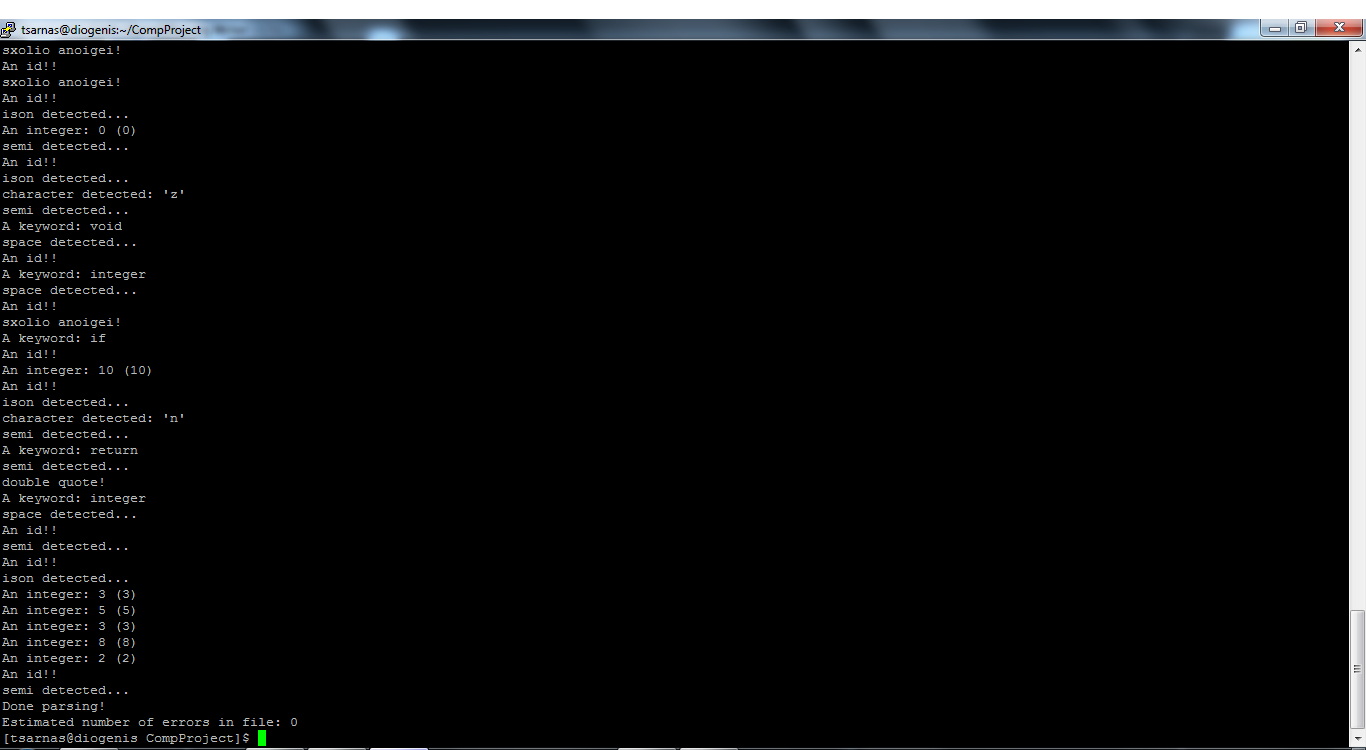 tsarnas@diogenis:~/CompProject
sxolio anoigei!
An id!!
sxolio anoigei!
An id!!
ison detected...
An integer: 0 (0)
semi detected...
An id!!
ison detected...
character detected: 'z'
semi detected...
A keyword: void
space detected...
An id!!
A keyword: integer
space detected...
An id!!
sxolio anoigei!
A keyword: if
An id!!
An integer: 10 (10)
An id!!
ison detected...
character detected: 'n'
semi detected...
A keyword: return
semi detected...
double quote!
A keyword: integer
space detected...
An id!!
semi detected...
An id!!
ison detected...
An integer: 3 (3)
An integer: 5 (5)
An integer: 3 (3)
An integer: 8 (8)
An integer: 2 (2)
An id!!
semi detected...
Done parsing!
Estimated number of errors in file: 0
[tsarnas@diogenis CompProject]$